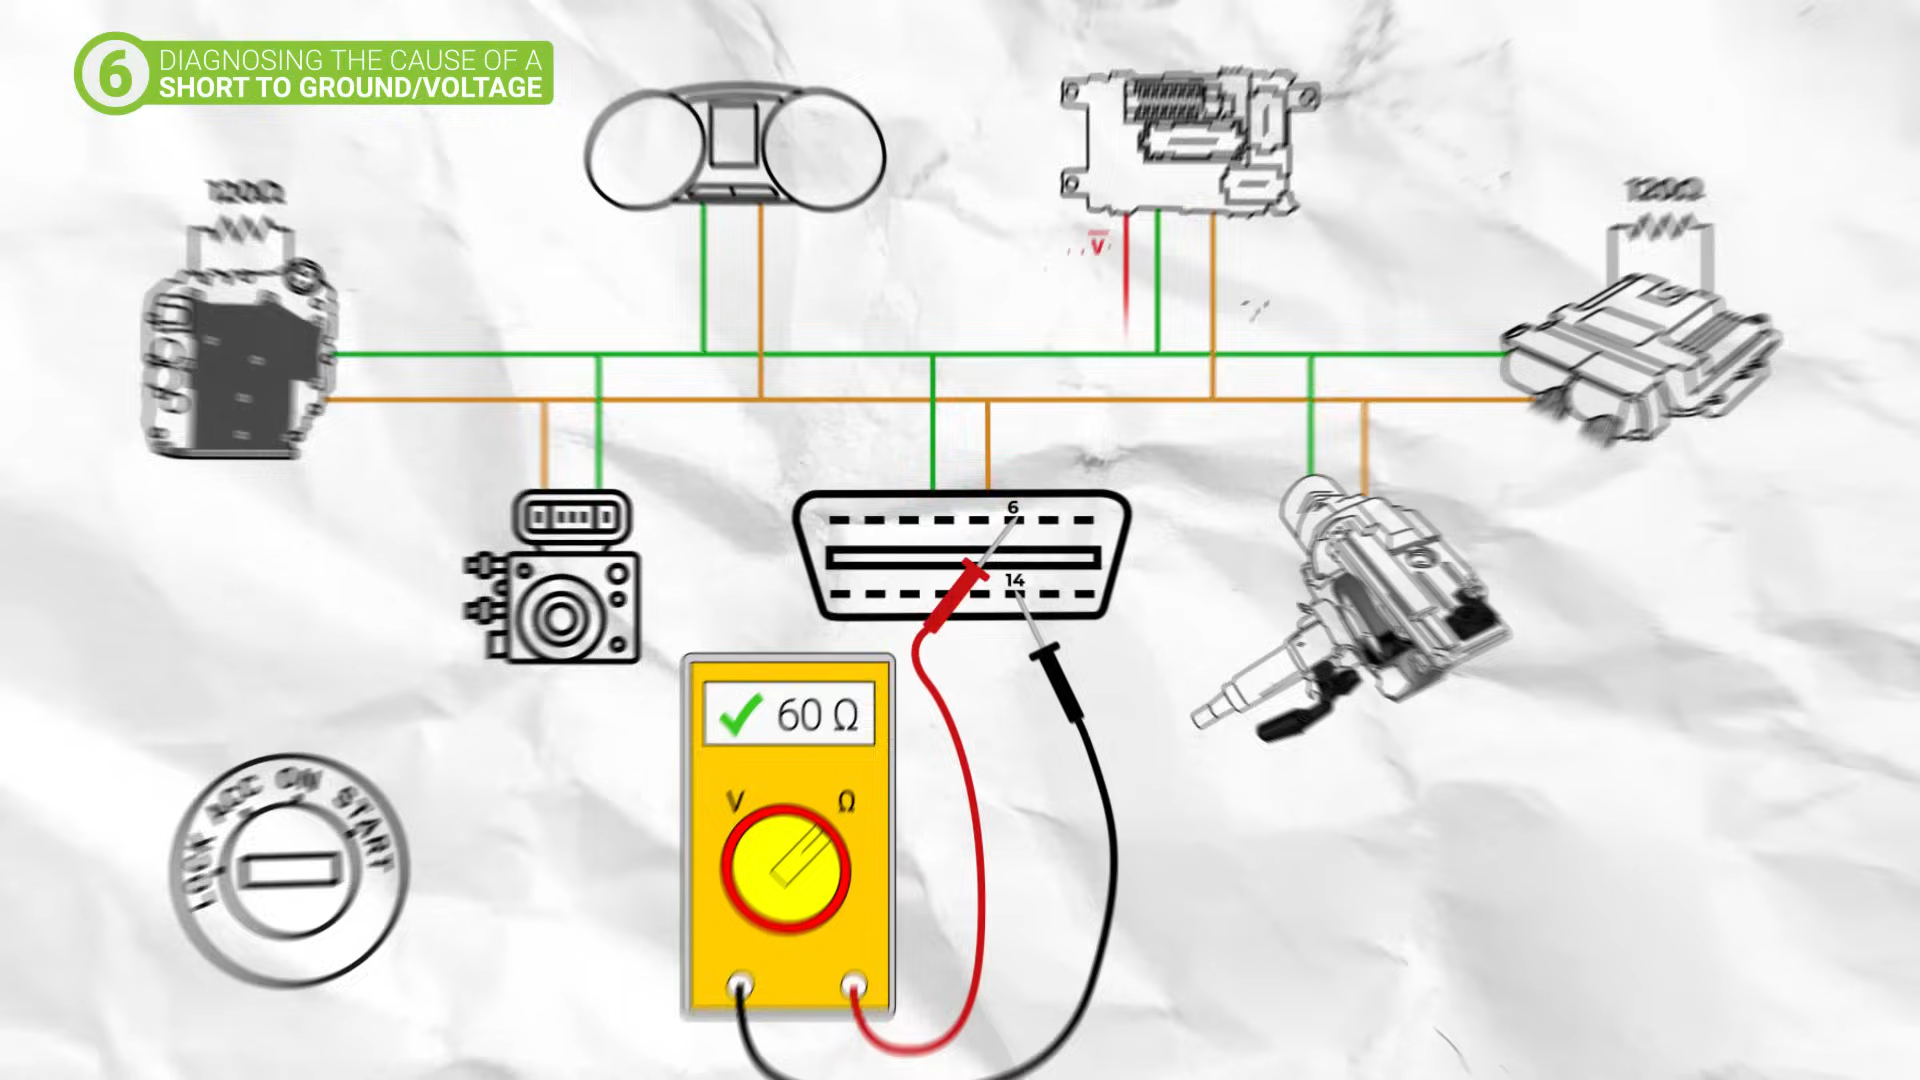 6
DIAGNOSING THE CAUSE OF A
SHORT TO GROUND/VOLTAGE
120Ω
120Ω
V
6
14
60 Ω
V Ω
LOCK ACC ON START